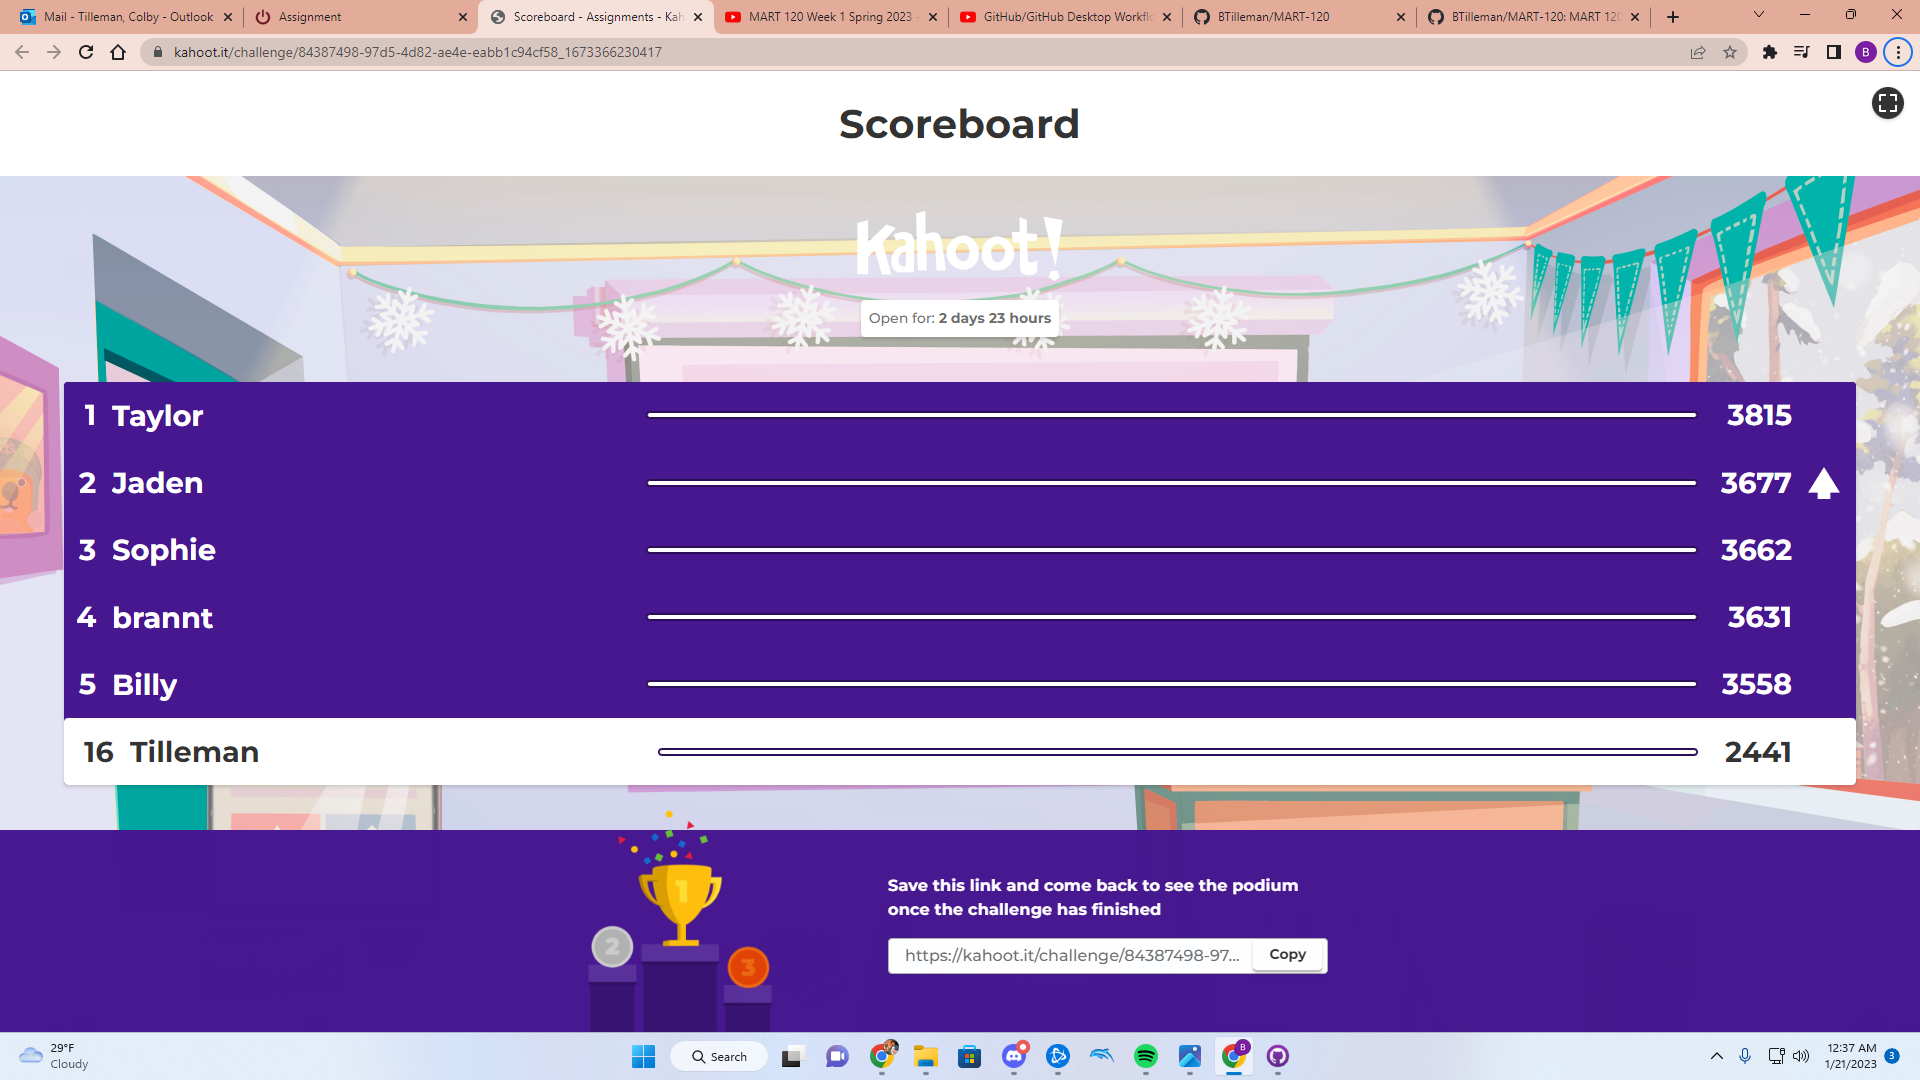 Mail - Tilleman, Colby - Outlook
Assignment
Scoreboard - Assignments - Kah
MART 120 Week 1 Spring 2023 -
GitHub/GitHub Desktop Workflo
BTilleman/MART-120
BTilleman/MART-120: MART 120
kahoot.it/challenge/84387498-97d5-4d82-ae4e-eabb1c94cf58_1673366230417
B
Scoreboard
Kahoot!
Open for: 2 days 23 hours
1 Taylor 3815
2 Jaden 3677
3 Sophie 3662
4 brannt 3631
5 Billy 3558
16 Tilleman 2441
1
2
3
Save this link and come back to see the podium
once the challenge has finished
https://kahoot.it/challenge/84387498-97...
Copy
29°F
Cloudy
Search
B
12:37 AM
1/21/2023
3